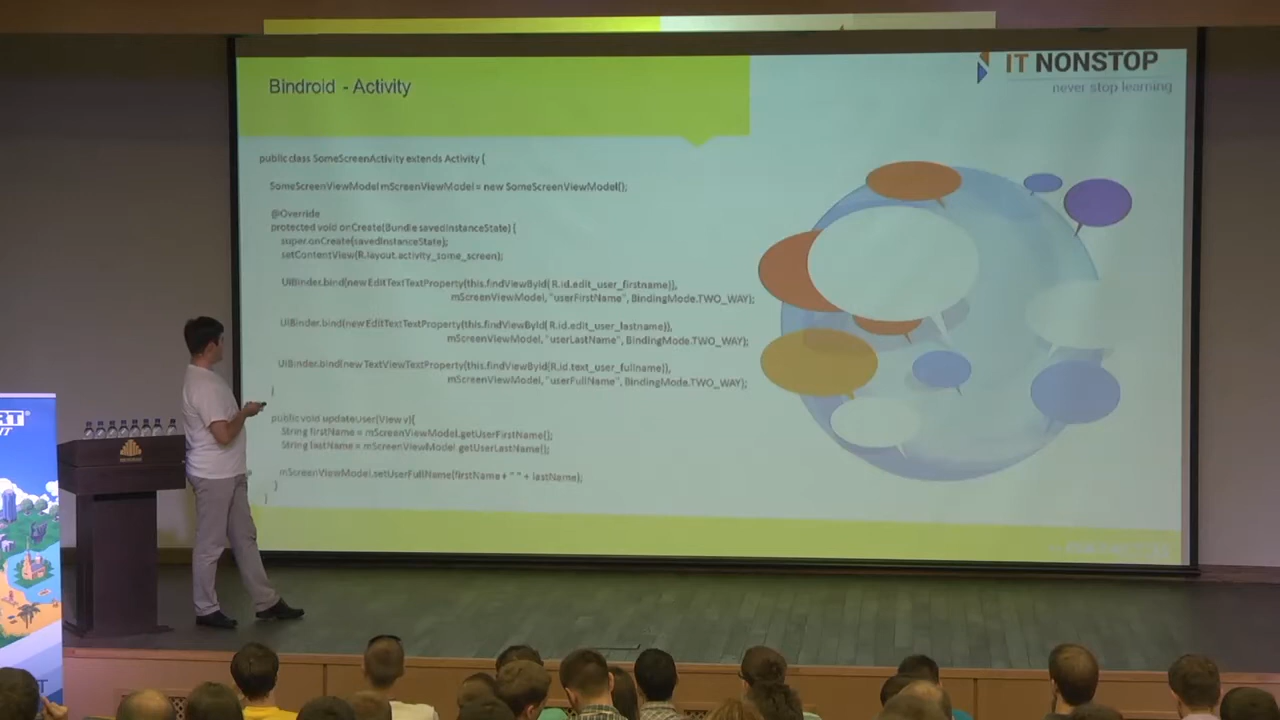 IT NONSTOP
never stop learning
Bindroid - Activity
public class SomeScreenActivity extends Activity {
SomeScreenViewModel mScreenViewModel = new SomeScreenViewModel();
@Override
protected void onCreate(Bundle savedInstanceState) {
super.onCreate(savedInstanceState);
setContentView(R.layout.activity_some_screen);
UiBinder.bind(new EditTextTextProperty(this.findViewById( R.id.edit_user_firstname)),
mScreenViewModel, "userFirstName", BindingMode.TWO_WAY);
UiBinder.bind(new EditTextTextProperty(this.findViewById( R.id.edit_user_lastname)),
mScreenViewModel, "userLastName", BindingMode.TWO_WAY);
UiBinder.bind(new TextViewTextProperty(this.findViewById(R.id.text_user_fullname)),
mScreenViewModel, "userFullName", BindingMode.TWO_WAY);
}
public void updateUser(View v){
String firstName = mScreenViewModel.getUserFirstName();
String lastName = mScreenViewModel.getUserLastName();
mScreenViewModel.setUserFullName(firstName + " " + lastName);
}
}
RT
IT